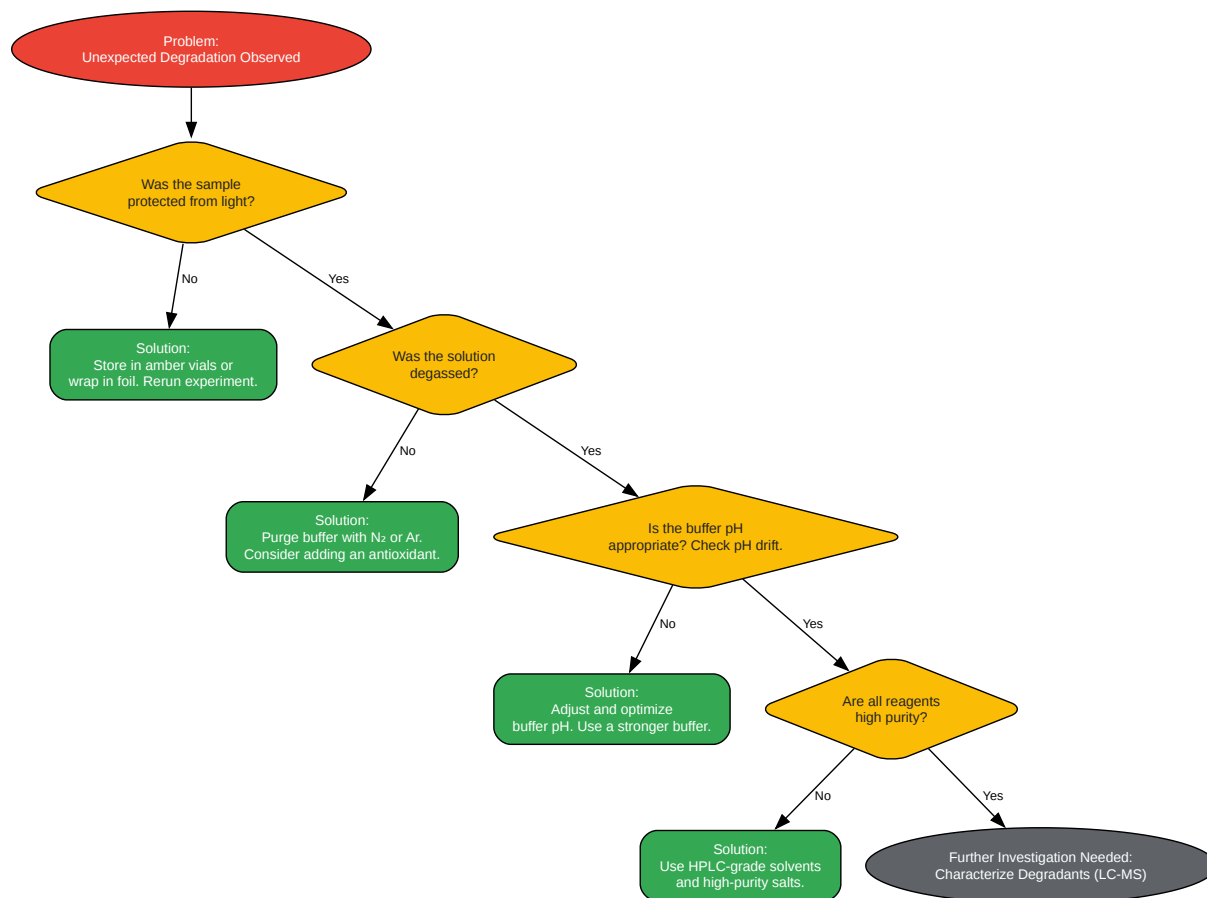 Problem:
Unexpected Degradation Observed
Was the sample
protected from light?
No
Yes
Solution:
Store in amber vials or
wrap in foil. Rerun experiment.
Was the solution
degassed?
No
Yes
Solution:
Purge buffer with N₂ or Ar.
Consider adding an antioxidant.
Is the buffer pH
appropriate? Check pH drift.
No
Yes
Solution:
Adjust and optimize
buffer pH. Use a stronger buffer.
Are all reagents
high purity?
No
Yes
Solution:
Use HPLC-grade solvents
and high-purity salts.
Further Investigation Needed:
Characterize Degradants (LC-MS)